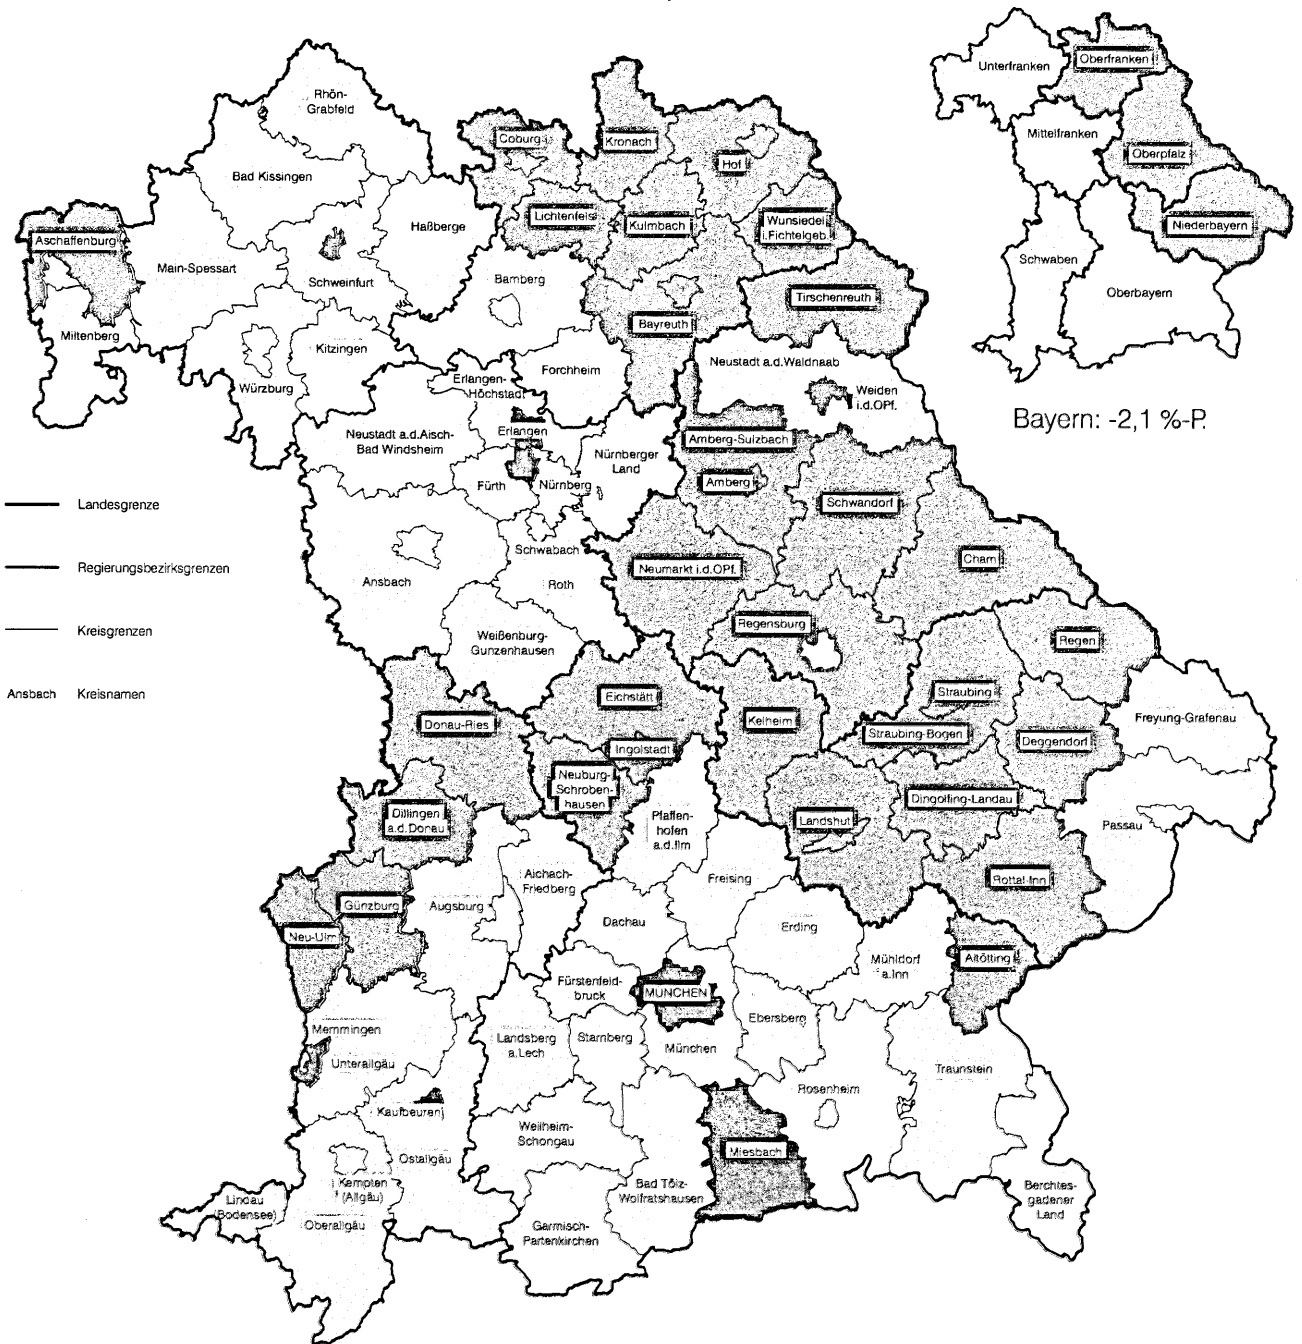 Rhön-
Grabfeld
Bad Kissingen
Coburg
Kronach
Hof
Unterfranken
Oberfranken
Mittelfranken
Oberpfalz
Niederbayern
Schwaben
Oberbayern
Bayern: -2,1 %-P.
Aschaffenburg
Main-Spessart
Haßberge
Schweinfurt
Lichtenfels
Kulmbach
Wunsiedel
i.Fichtelgeb.
Bamberg
Tirschenreuth
Bayreuth
Miltenberg
Kitzingen
Würzburg
Forchheim
Erlangen-
Höchstadt
Neustadt a.d.Waldnaab
Weiden
i.d.OPf.
Erlangen
Neustadt a.d.Aisch-
Bad Windsheim
Nürnberger
Land
Amberg-Sulzbach
Fürth
Nürnberg
Amberg
Schwandorf
Landesgrenze
Regierungsbezirksgrenzen
Kreisgrenzen
Ansbach Kreisnamen
Schwabach
Ansbach
Roth
Neumarkt i.d.OPf.
Cham
Weißenburg-
Gunzenhausen
Regensburg
Regen
Eichstätt
Donau-Ries
Kelheim
Straubing
Straubing-Bogen
Deggendorf
Freyung-Grafenau
Ingolstadt
Neuburg-
Schroben-
hausen
Dillingen
a.d.Donau
Pfaffen-
hofen
a.d.Ilm
Landshut
Dingolfing-Landau
Passau
Aichach-
Friedberg
Freising
Rottal-Inn
Günzburg
Augsburg
Neu-Ulm
Dachau
Erding
Mühldorf
a.Inn
Altötting
Fürstenfeld-
bruck
MÜNCHEN
Ebersberg
Memmingen
Unterallgäu
Landsberg
a.Lech
Starnberg
München
Traunstein
Rosenheim
Kaufbeuren
Weilheim-
Schongau
Miesbach
Ostallgäu
Kempten
(Allgäu)
Bad Tölz-
Wolfratshausen
Lindau
(Bodensee)
Oberallgäu
Garmisch-
Partenkirchen
Berchtes-
gadener
Land